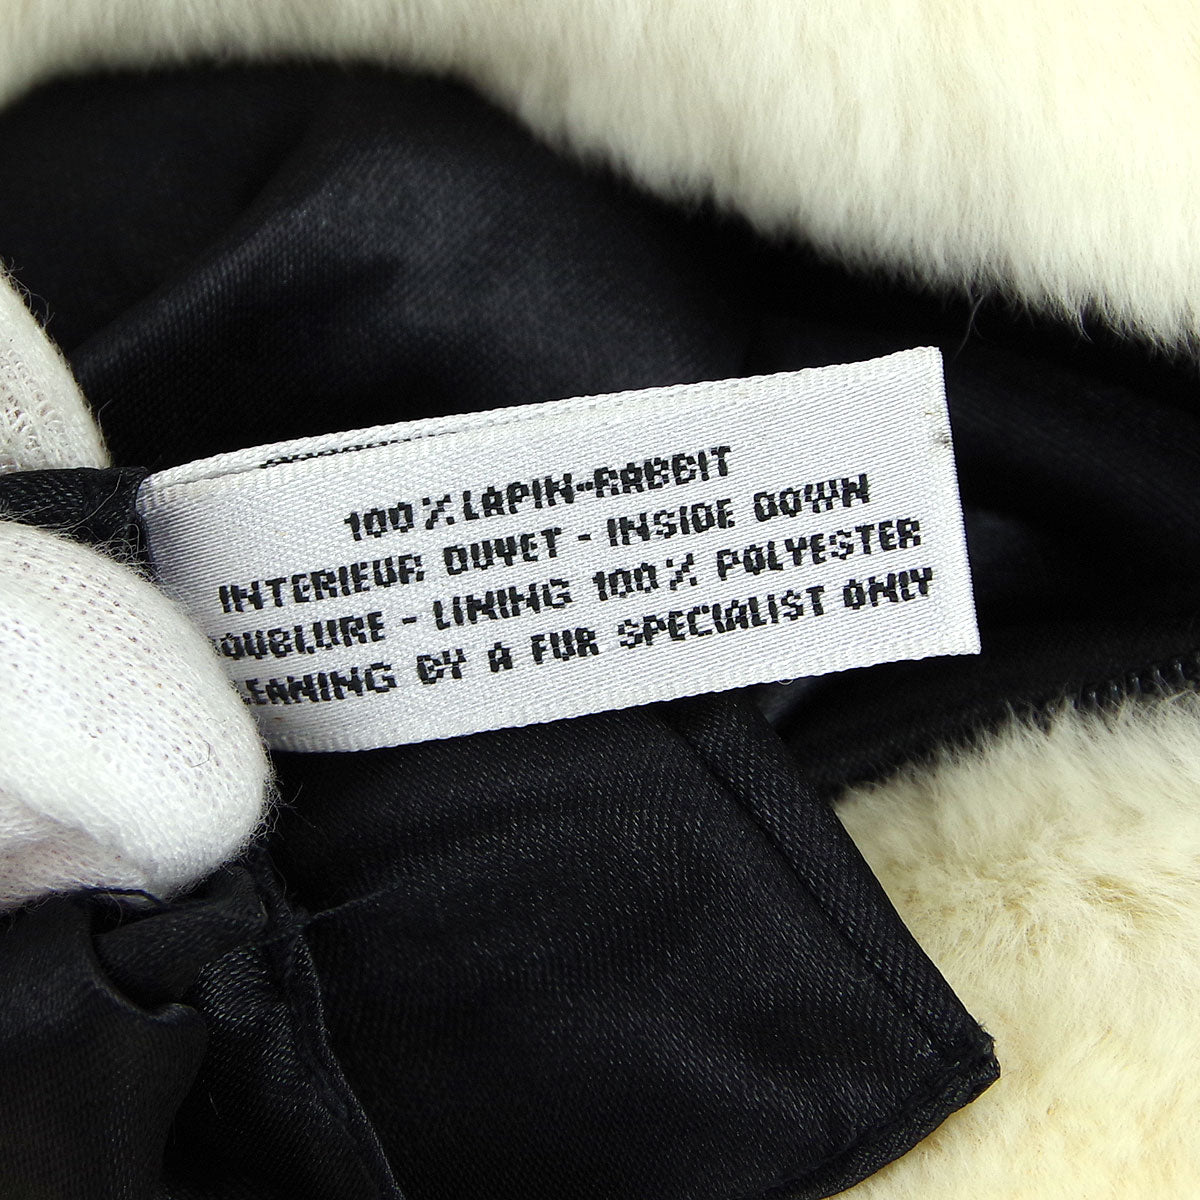 100% LAPIN-RABBIT
INTERIEUR DUVET - INSIDE DOWN
DOUBLURE - LINING 100% POLYESTER
CLEANING BY A FUR SPECIALIST ONLY